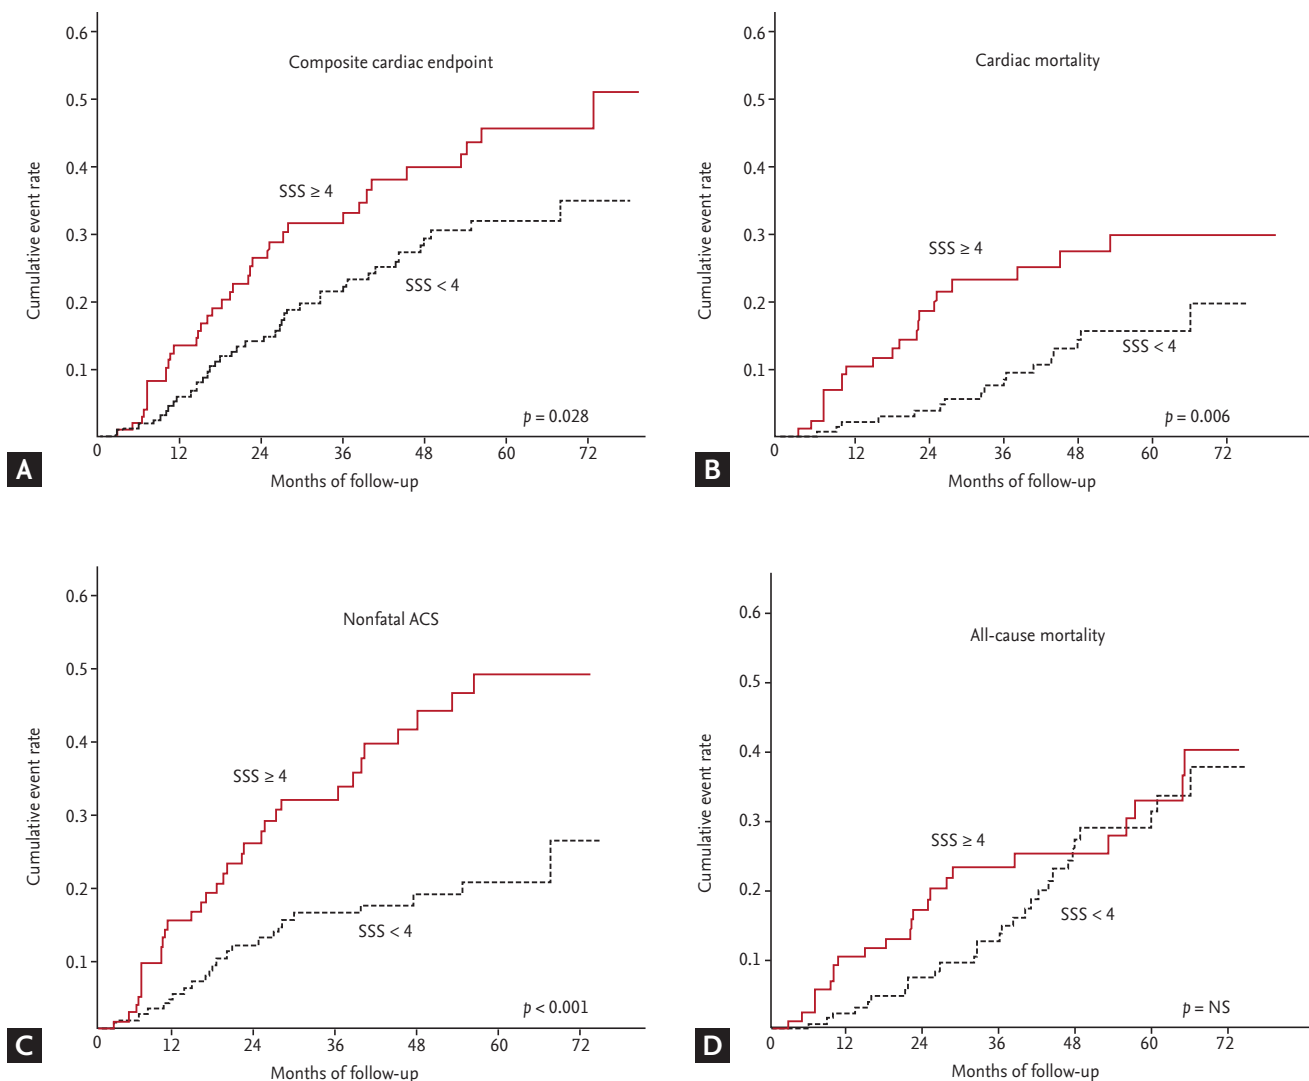 Composite cardiac endpoint
Cumulative event rate
0.6
0.5
0.4
0.3
0.2
0.1
SSS ≥ 4
SSS < 4
p = 0.028
0 12 24 36 48 60 72
Months of follow-up
A
Cardiac mortality
Cumulative event rate
0.6
0.5
0.4
0.3
0.2
0.1
SSS ≥ 4
SSS < 4
p = 0.006
0 12 24 36 48 60 72
Months of follow-up
B
Nonfatal ACS
Cumulative event rate
0.6
0.5
0.4
0.3
0.2
0.1
SSS ≥ 4
SSS < 4
p < 0.001
0 12 24 36 48 60 72
Months of follow-up
C
All-cause mortality
Cumulative event rate
0.6
0.5
0.4
0.3
0.2
0.1
SSS ≥ 4
SSS < 4
p = NS
0 12 24 36 48 60 72
Months of follow-up
D